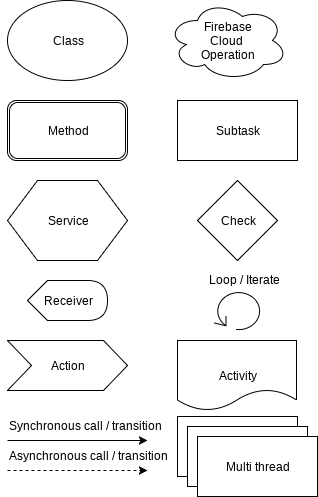 Class
Firebase
Cloud
Operation
Method
Subtask
Service
Check
Receiver
Loop / Iterate
Action
Activity
Synchronous call / transition
Asynchronous call / transition
Multi thread